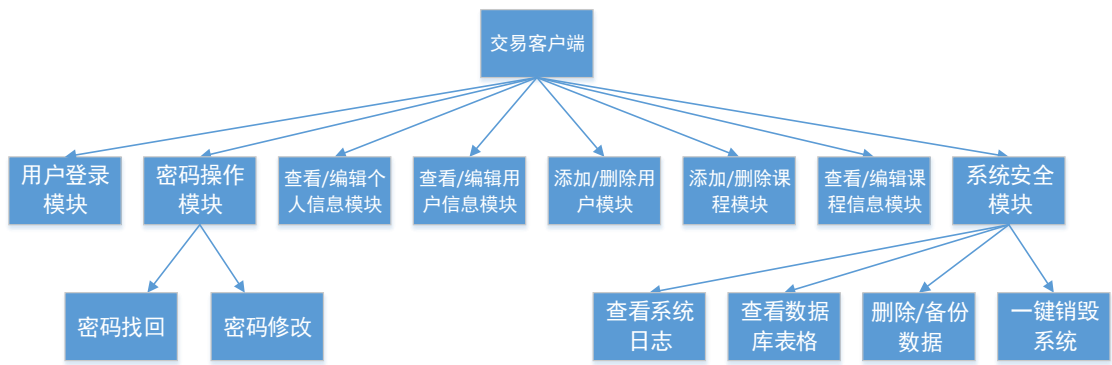 交易客户端
用户登录
模块
密码操作
模块
查看/编辑个
人信息模块
查看/编辑用
户信息模块
添加/删除用
户模块
添加/删除课
程模块
查看/编辑课
程信息模块
系统安全
模块
密码找回
密码修改
查看系统
日志
查看数据
库表格
删除/备份
数据
一键销毁
系统